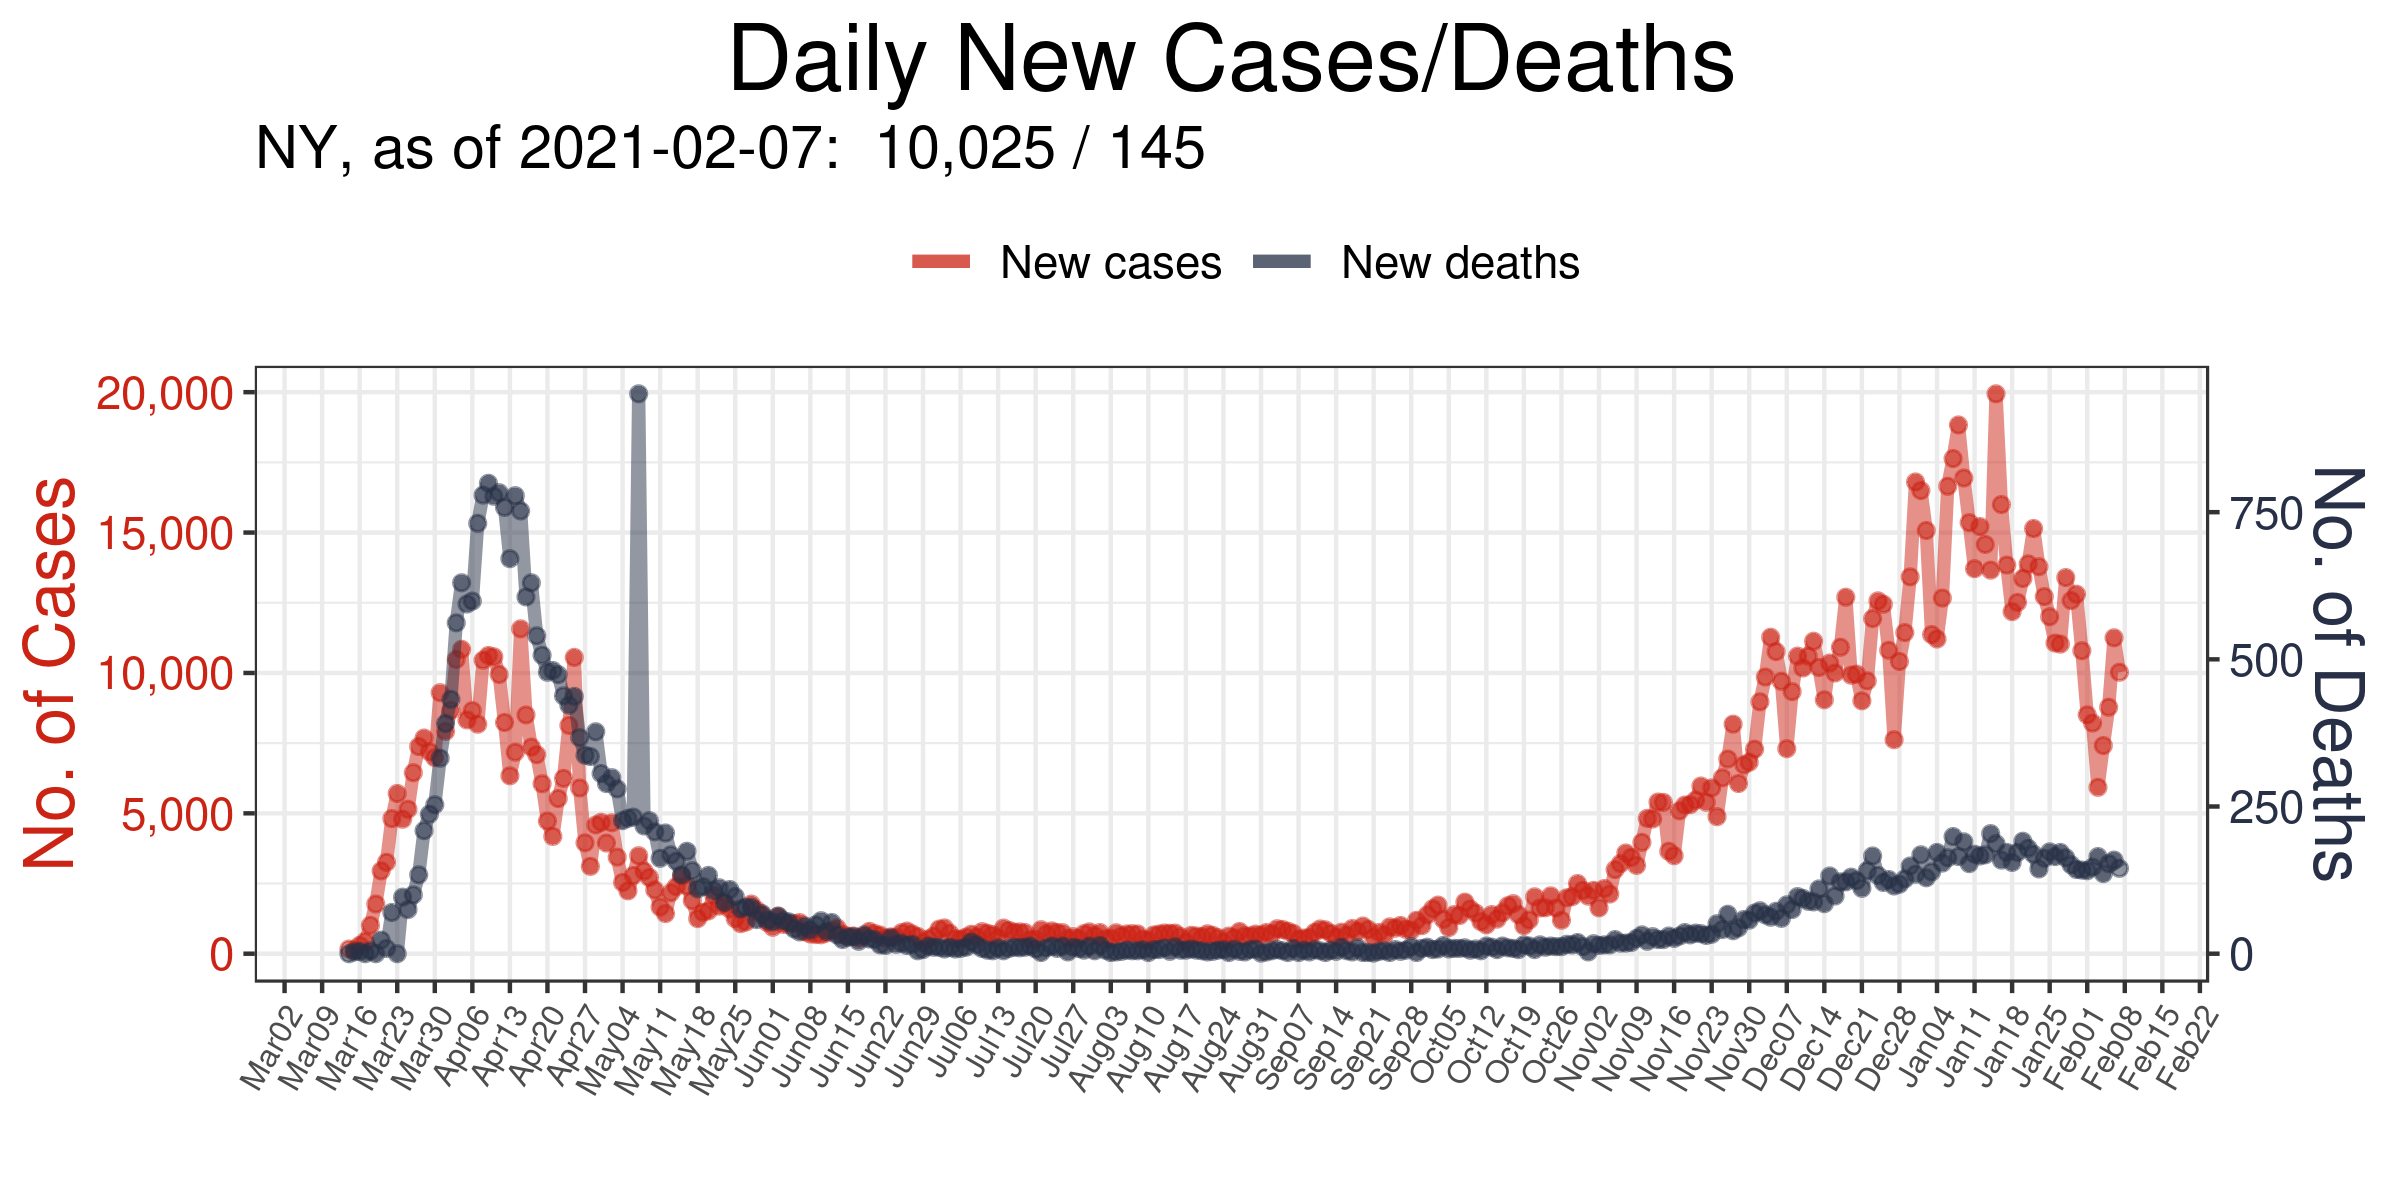 Daily New Cases/Deaths
NY, as of 2021-02-07:  10,025 / 145
New cases
New deaths
No. of Cases
20,000
15,000
10,000
5,000
0
No. of Deaths
750
500
250
0
Mar02
Mar09
Mar16
Mar23
Mar30
Apr06
Apr13
Apr20
Apr27
May04
May11
May18
May25
Jun01
Jun08
Jun15
Jun22
Jun29
Jul06
Jul13
Jul20
Jul27
Aug03
Aug10
Aug17
Aug24
Aug31
Sep07
Sep14
Sep21
Sep28
Oct05
Oct12
Oct19
Oct26
Nov02
Nov09
Nov16
Nov23
Nov30
Dec07
Dec14
Dec21
Dec28
Jan04
Jan11
Jan18
Jan25
Feb01
Feb08
Feb15
Feb22